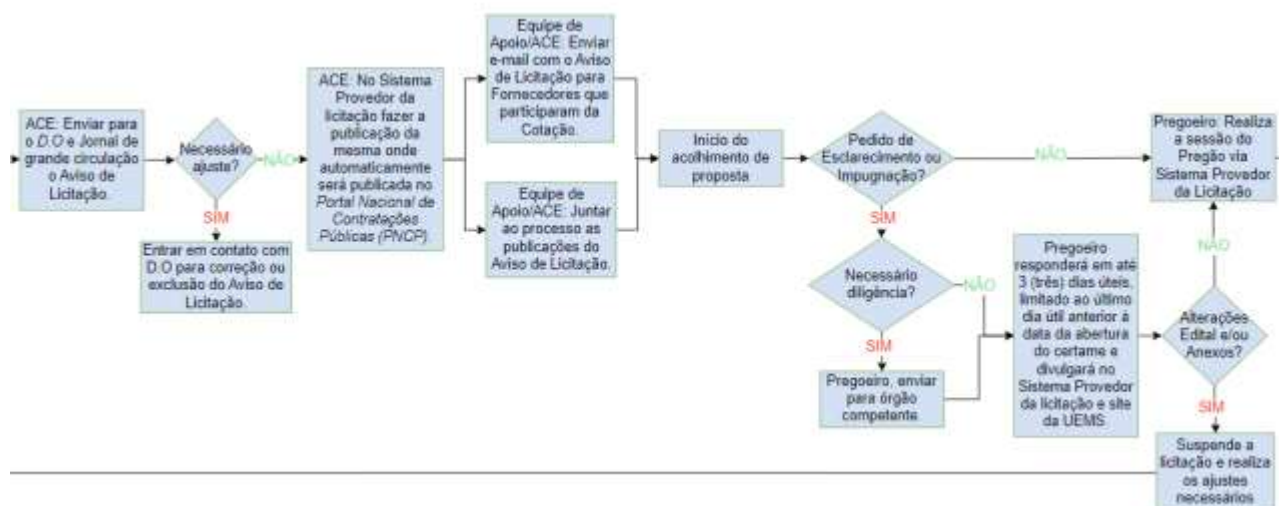 ACE: Enviar para
o D.O e Jornal de
grande circulação
o Aviso de
Licitação.
Necessário
ajuste?
NÃO
SIM
Entrar em contato com
D.O para correção ou
exclusão do Aviso de
Licitação.
ACE: No Sistema
Provedor da
licitação fazer a
publicação da
mesma onde
automaticamente
será publicada no
Portal Nacional de
Contratações
Públicas (PNCP)
Equipe de
Apoio/ACE: Enviar
e-mail com o Aviso
de Licitação para
Fornecedores que
participaram da
Cotação.
Equipe de
Apoio/ACE: Juntar
ao processo as
publicações do
Aviso de Licitação.
Inicio do
acolhimento de
proposta
Pedido de
Esclarecimento ou
Impugnação?
NÃO
SIM
Necessário
diligência?
NÃO
SIM
Pregoeiro, enviar
para órgão
competente
Pregoeiro
responderá em até
3 (três) dias úteis,
limitado ao último
dia útil anterior à
data da abertura
do certame e
divulgará no
Sistema Provedor
da licitação e site
da UEMS
Pregoeiro: Realiza
a sessão do
Pregão via
Sistema Provedor
da Licitação
NÃO
Alterações
Edital e/ou
Anexos?
SIM
Suspende a
licitação e realiza
os ajustes
necessários